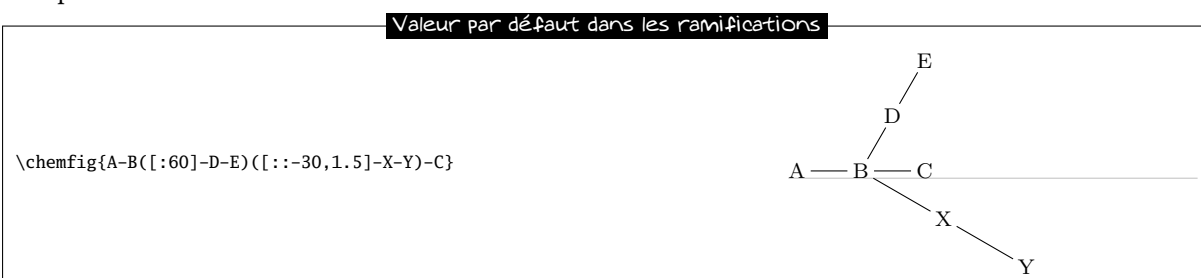 Valeur par défaut dans les ramifications
\chemfig{A-B([:60]-D-E)([::-30,1.5]-X-Y)-C}
E
D
A B C
X
Y